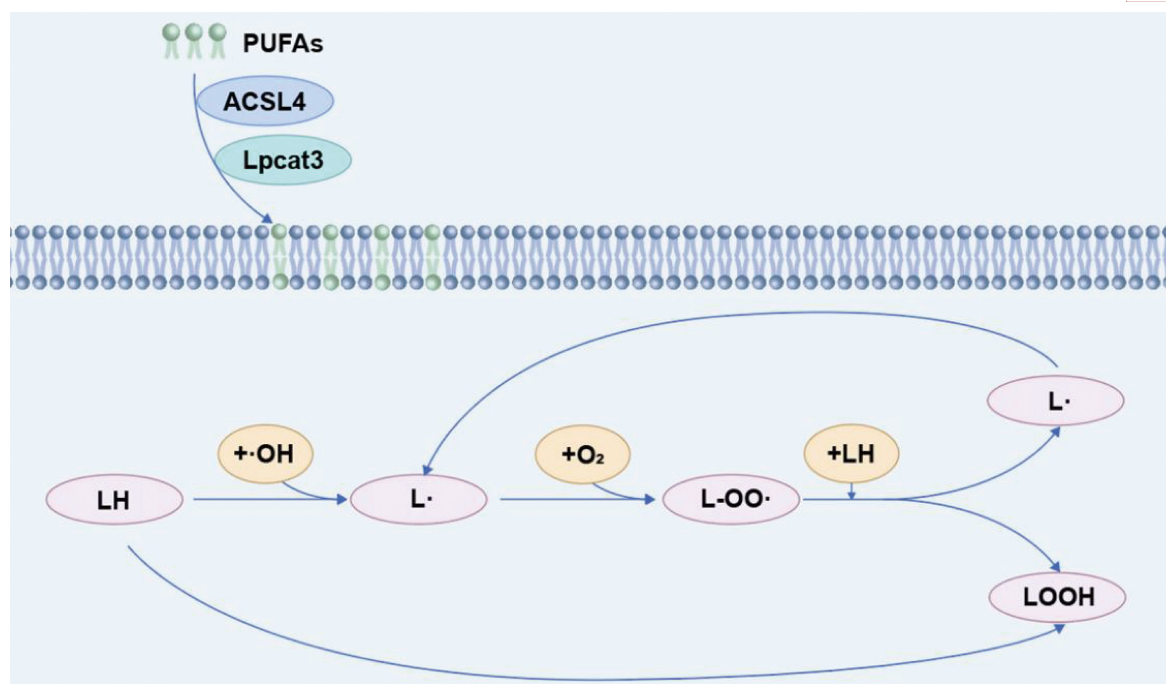 PUFAs
ACSL4
Lpcat3
L·
+·OH
+O₂
+LH
LH
L·
L-OO·
LOOH